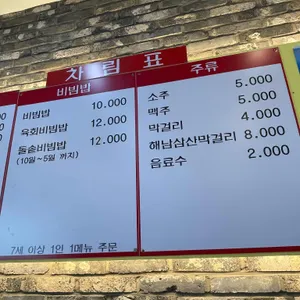 차림표
비빔밥
비빔밥 10.000
육회비빔밥 12.000
돌솥비빔밥 12.000
(10월~5월 까지)
7세 이상 1인 1메뉴 주문
주류
소주 5.000
맥주 5.000
막걸리 4.000
해남삼산막걸리 8.000
음료수 2.000